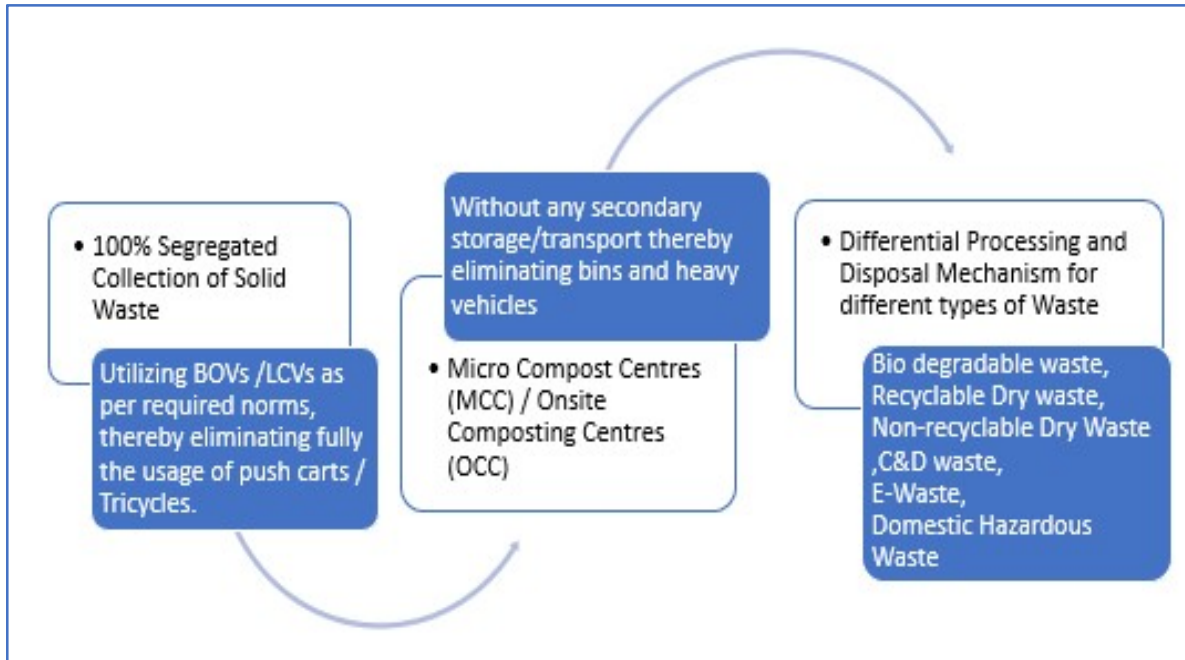 • 100% Segregated
Collection of Solid
Waste
Utilizing BOVs /LCVs as
per required norms,
thereby eliminating fully
the usage of push carts /
Tricycles.
Without any secondary
storage/transport thereby
eliminating bins and heavy
vehicles
• Micro Compost Centres
(MCC) / Onsite
Composting Centres
(OCC)
• Differential Processing and
Disposal Mechanism for
different types of Waste
Bio degradable waste,
Recyclable Dry waste,
Non-recyclable Dry Waste
,C&D waste,
E-Waste,
Domestic Hazardous
Waste